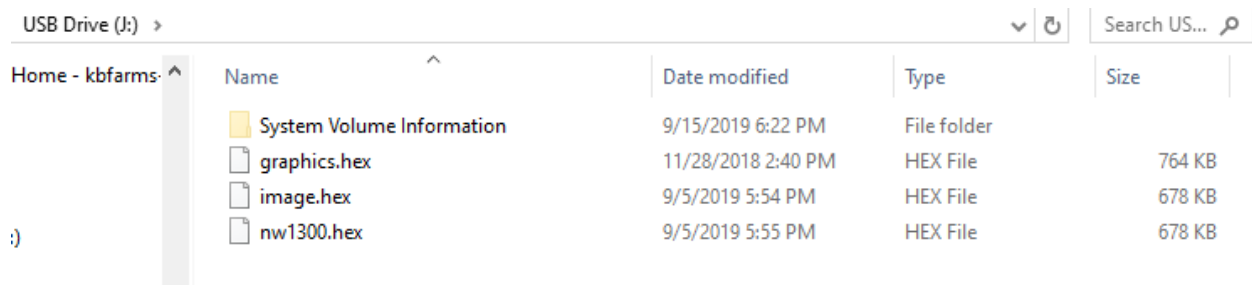 USB Drive (J:) > Search US...
Home - kbfarms- Name Date modified Type Size
System Volume Information 9/15/2019 6:22 PM File folder
graphics.hex 11/28/2018 2:40 PM HEX File 764 KB
image.hex 9/5/2019 5:54 PM HEX File 678 KB
:) nw1300.hex 9/5/2019 5:55 PM HEX File 678 KB